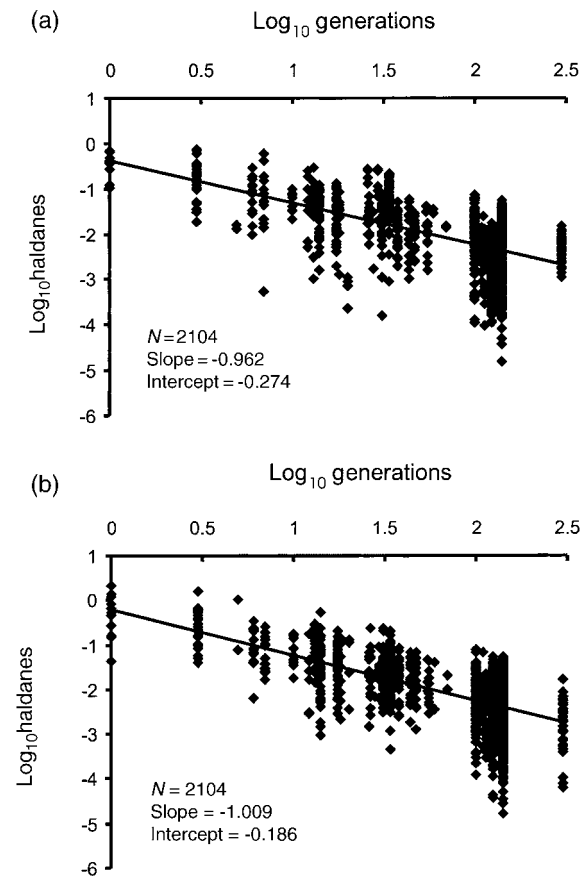 (a)
Log10 generations
0 0.5 1 1.5 2 2.5
1
0
-1
-2
-3
-4
-5
-6
Log10haldanes
N=2104
Slope = -0.962
Intercept = -0.274
(b)
Log10 generations
0 0.5 1 1.5 2 2.5
1
0
-1
-2
-3
-4
-5
-6
Log10haldanes
N = 2104
Slope = -1.009
Intercept = -0.186